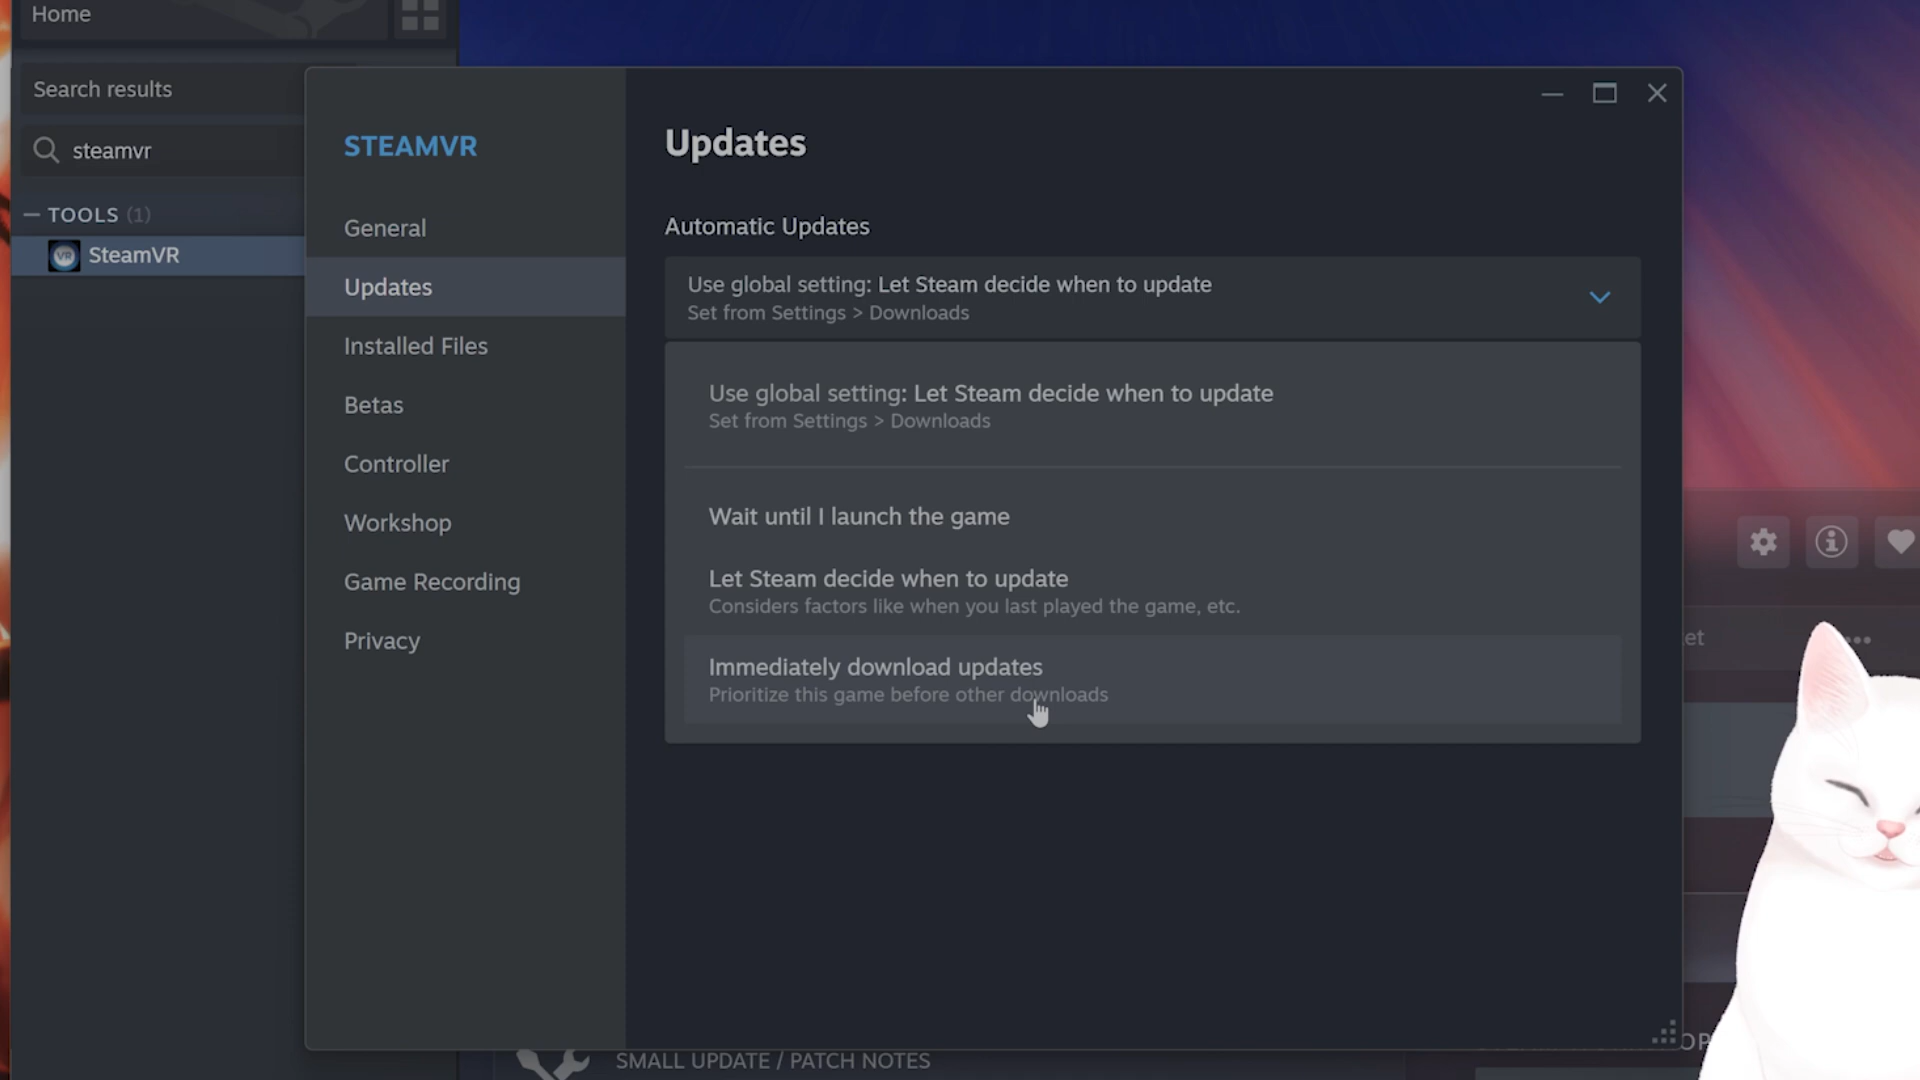 Home
Search results
steamvr
TOOLS (1)
SteamVR
STEAMVR
General
Updates
Installed Files
Betas
Controller
Workshop
Game Recording
Privacy
Updates
Automatic Updates
Use global setting: Let Steam decide when to update
Set from Settings > Downloads
Use global setting: Let Steam decide when to update
Set from Settings > Downloads
Wait until I launch the game
Let Steam decide when to update
Considers factors like when you last played the game, etc.
Immediately download updates
Prioritize this game before other downloads
SMALL UPDATE / PATCH NOTES